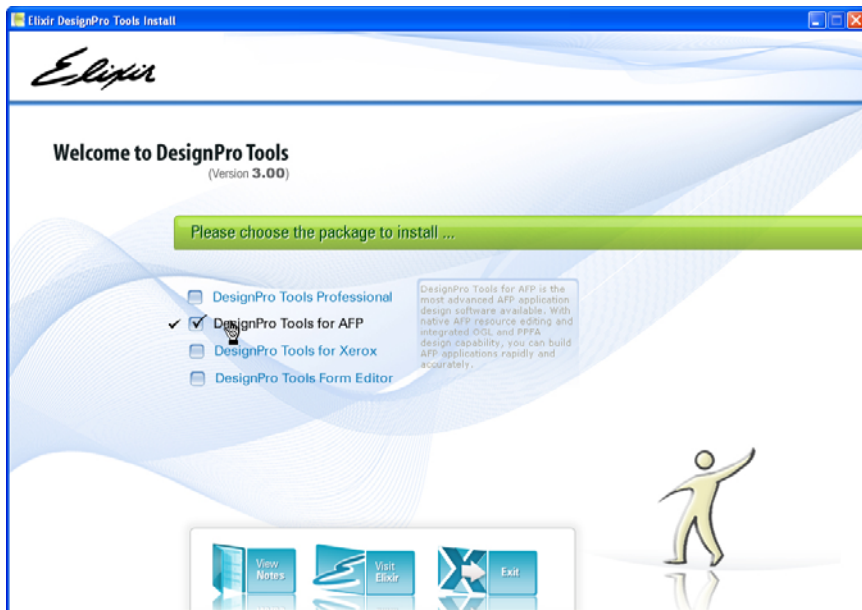 Elixir DesignPro Tools Install
Elixir
Welcome to DesignPro Tools
(Version 3.00)
Please choose the package to install ...
DesignPro Tools Professional
DesignPro Tools for AFP
DesignPro Tools for Xerox
DesignPro Tools Form Editor
DesignPro Tools for AFP is the
most advanced AFP application
design software available. With
native AFP resource editing and
integrated OGL and PPFA
design capability, you can build
AFP applications rapidly and
accurately.
View
Notes
Visit
Elixir
Exit